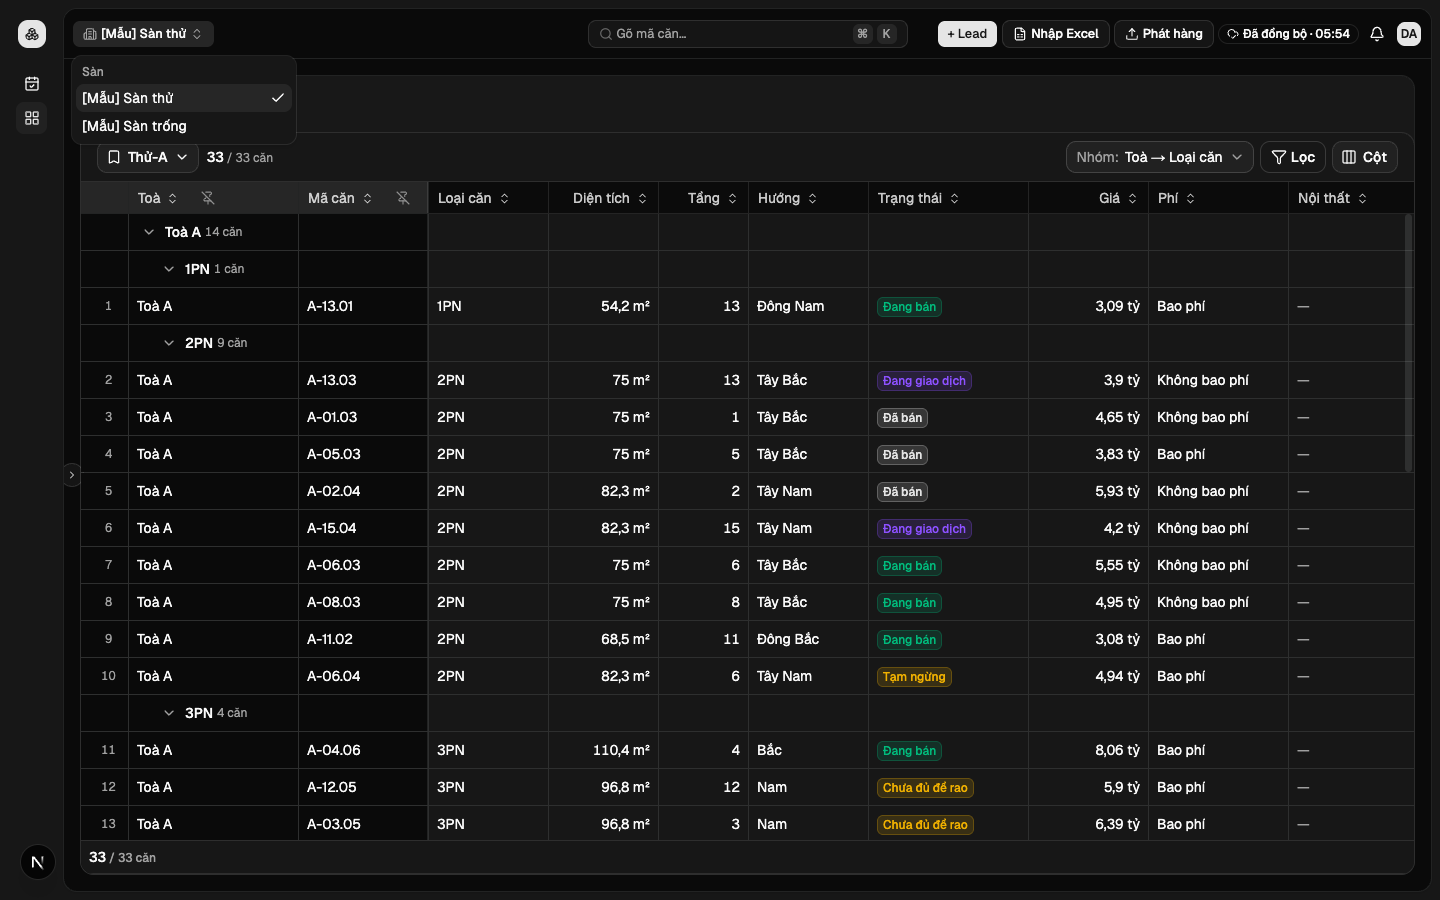 [Mẫu] Sàn thử
Gõ mã căn…
⌘ K
+ Lead
Nhập Excel
Phát hàng
Đã đồng bộ · 05:54
DA
Sàn
[Mẫu] Sàn thử
[Mẫu] Sàn trống
Thử-A
33 / 33 căn
Nhóm: Toà → Loại căn
Lọc
Cột
Toà Mã căn Loại căn Diện tích Tầng Hướng Trạng thái Giá Phí Nội thất
Toà A 14 căn
1PN 1 căn
1 Toà A A-13.01 1PN 54,2 m² 13 Đông Nam Đang bán 3,09 tỷ Bao phí —
2PN 9 căn
2 Toà A A-13.03 2PN 75 m² 13 Tây Bắc Đang giao dịch 3,9 tỷ Không bao phí —
3 Toà A A-01.03 2PN 75 m² 1 Tây Bắc Đã bán 4,65 tỷ Không bao phí —
4 Toà A A-05.03 2PN 75 m² 5 Tây Bắc Đã bán 3,83 tỷ Bao phí —
5 Toà A A-02.04 2PN 82,3 m² 2 Tây Nam Đã bán 5,93 tỷ Không bao phí —
6 Toà A A-15.04 2PN 82,3 m² 15 Tây Nam Đang giao dịch 4,2 tỷ Không bao phí —
7 Toà A A-06.03 2PN 75 m² 6 Tây Bắc Đang bán 5,55 tỷ Không bao phí —
8 Toà A A-08.03 2PN 75 m² 8 Tây Bắc Đang bán 4,95 tỷ Không bao phí —
9 Toà A A-11.02 2PN 68,5 m² 11 Đông Bắc Đang bán 3,08 tỷ Bao phí —
10 Toà A A-06.04 2PN 82,3 m² 6 Tây Nam Tạm ngừng 4,94 tỷ Bao phí —
3PN 4 căn
11 Toà A A-04.06 3PN 110,4 m² 4 Bắc Đang bán 8,06 tỷ Bao phí —
12 Toà A A-12.05 3PN 96,8 m² 12 Nam Chưa đủ để rao 5,9 tỷ Bao phí —
13 Toà A A-03.05 3PN 96,8 m² 3 Nam Chưa đủ để rao 6,39 tỷ Bao phí —
33 / 33 căn
N